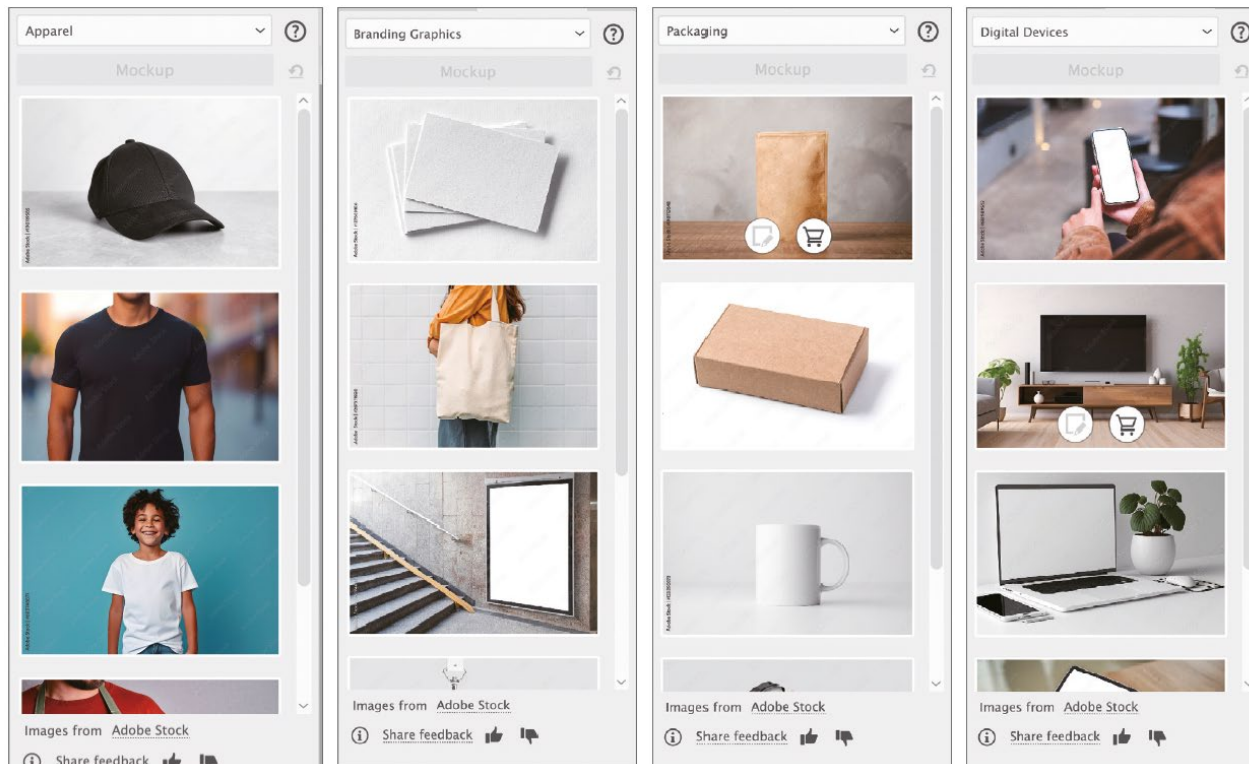 Apparel
?
Mockup
Images from Adobe Stock
Share feedback
Branding Graphics
?
Mockup
Images from Adobe Stock
Share feedback
Packaging
?
Mockup
Images from Adobe Stock
Share feedback
Digital Devices
?
Mockup
Images from Adobe Stock
Share feedback